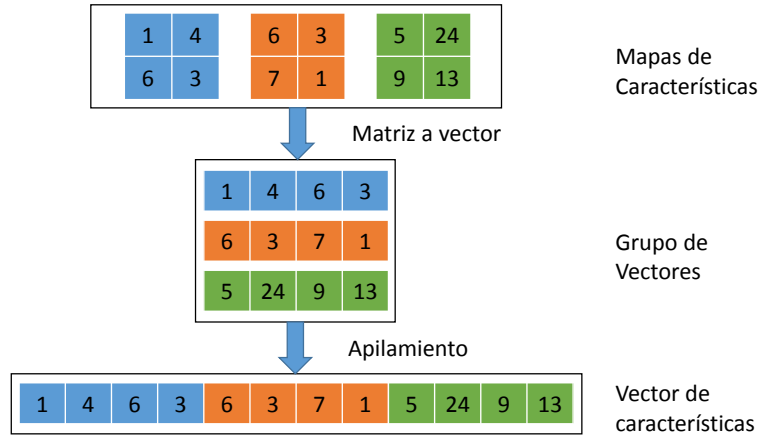 1 4 6 3 5 24
6 3 7 1 9 13
Mapas de
Características
Matriz a vector
1 4 6 3
6 3 7 1
5 24 9 13
Grupo de
Vectores
Apilamiento
1 4 6 3 6 3 7 1 5 24 9 13
Vector de
características